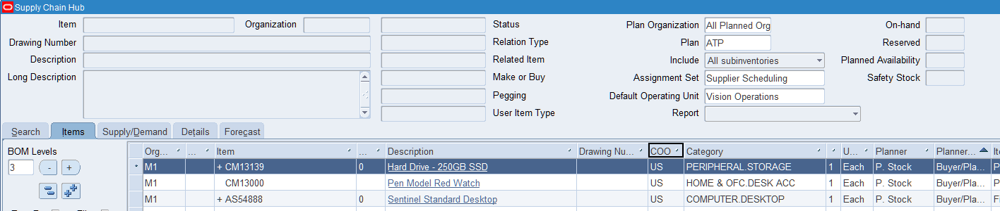 Supply Chain Hub
Item Organization Status Plan Organization All Planned Org On-hand
Drawing Number Relation Type Plan ATP Reserved
Description Related Item Include All subinventories Planned Availability
Long Description Make or Buy Assignment Set Supplier Scheduling Safety Stock
Pegging Default Operating Unit Vision Operations
User Item Type Report
Search Items Supply/Demand Details Forecast
BOM Levels Org... ... Item ... Description Drawing Nu... COO Category U... Planner Planner...
3 - + M1 + CM13139 0 Hard Drive - 250GB SSD US PERIPHERAL.STORAGE 1 Each P. Stock Buyer/Pla...
M1 CM13000 Pen Model Red Watch US HOME & OFC.DESK ACC 1 Each P. Stock Buyer/Pla...
M1 + AS54888 0 Sentinel Standard Desktop US COMPUTER.DESKTOP 1 Each P. Stock Buyer/Pla...